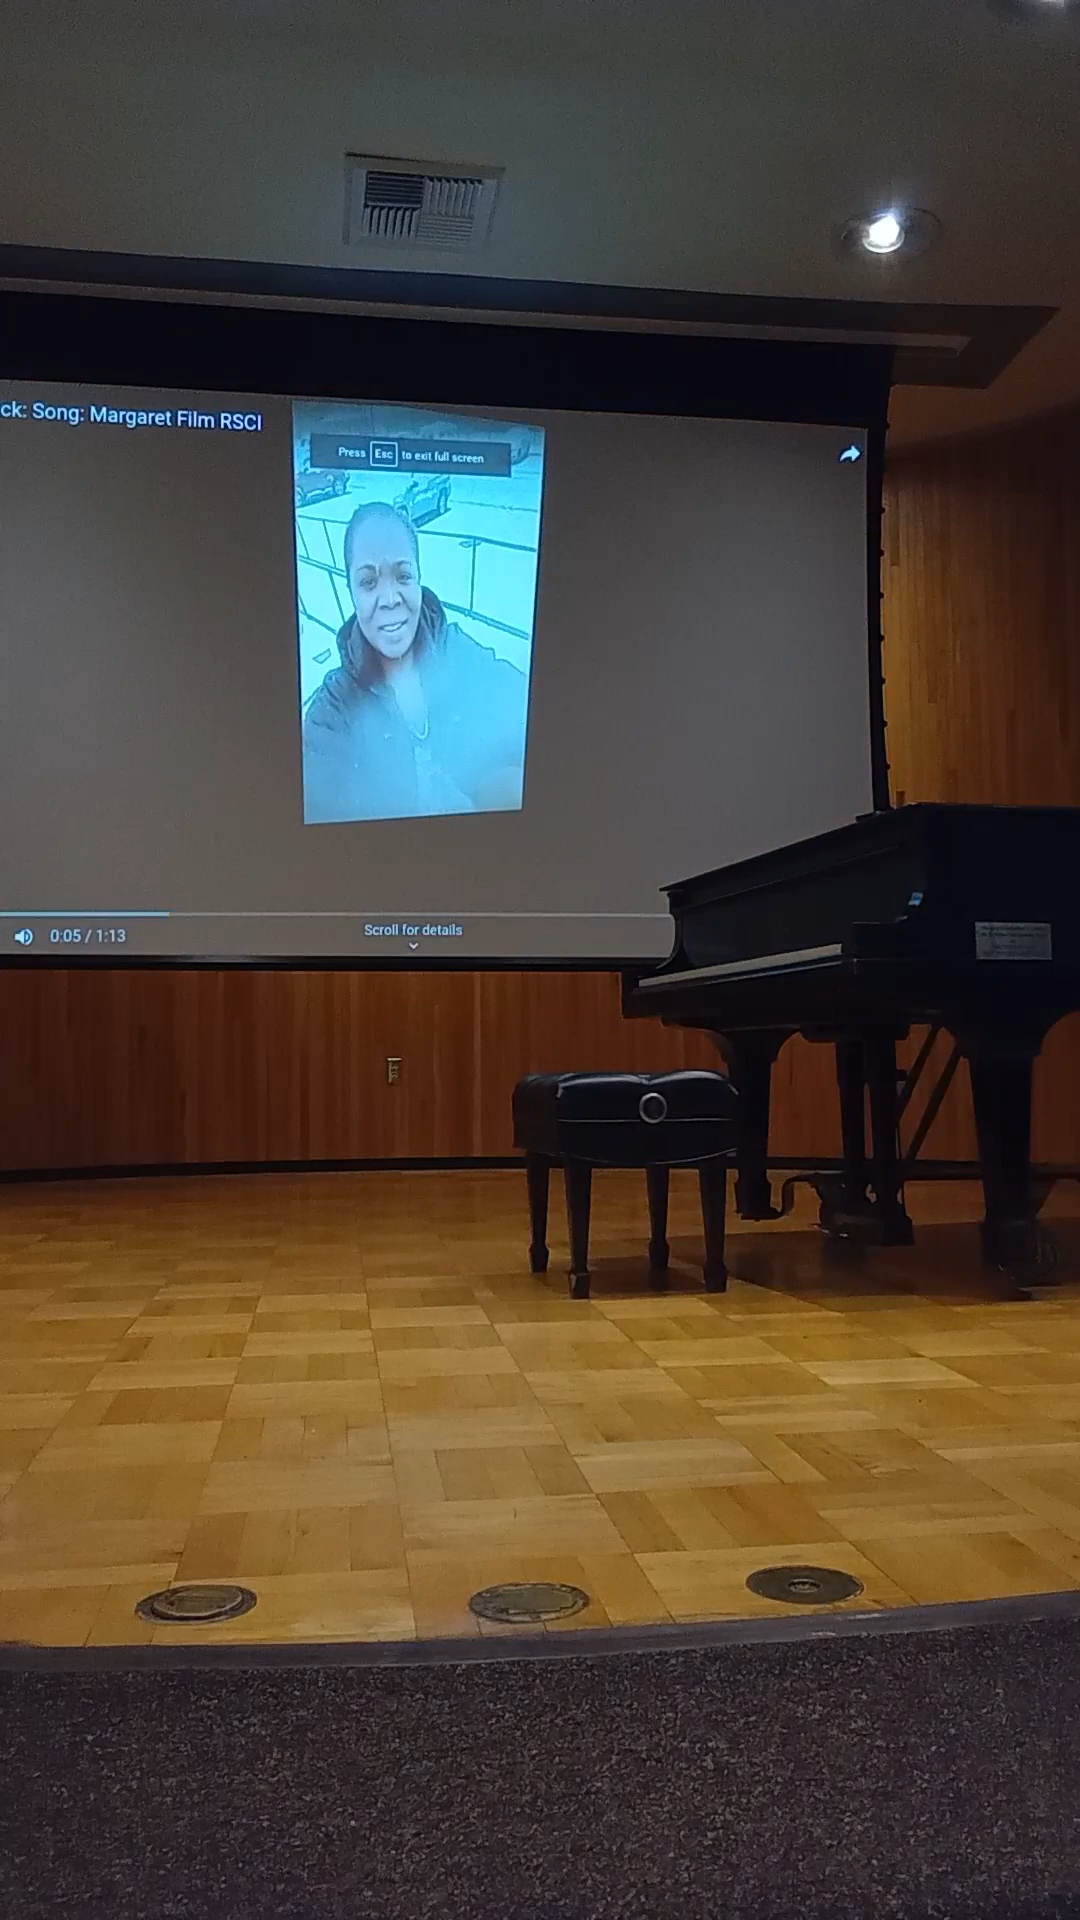 ck: Song: Margaret Film RSCI
Press Esc to exit full screen
0:05 / 1:13
Scroll for details